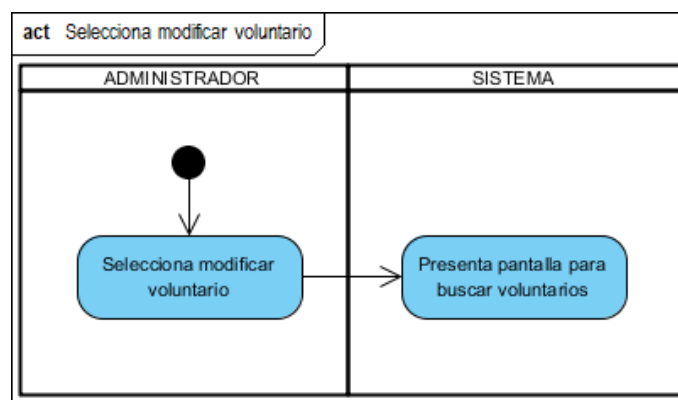 act Selecciona modificar voluntario
ADMINISTRADOR
SISTEMA
Selecciona modificar
voluntario
Presenta pantalla para
buscar voluntarios